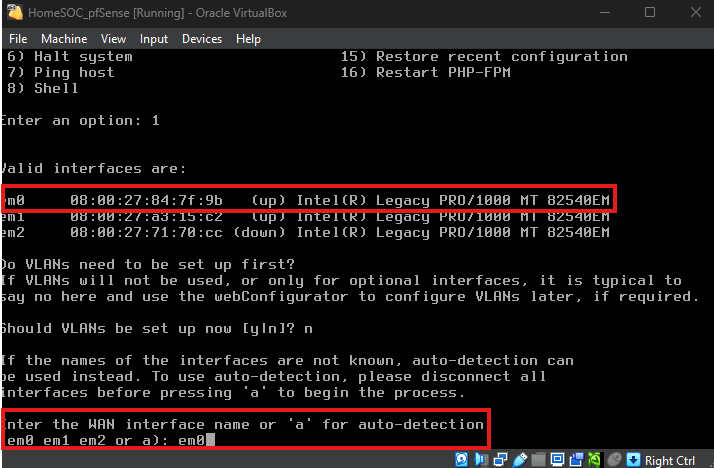 HomeSOC_pfSense [Running] - Oracle VirtualBox
File Machine View Input Devices Help
6) Halt system 15) Restore recent configuration
7) Ping host 16) Restart PHP-FPM
8) Shell
Enter an option: 1
Valid interfaces are:
em0 08:00:27:84:7f:9b (up) Intel(R) Legacy PRO/1000 MT 82540EM
em1 08:00:27:a3:15:c2 (up) Intel(R) Legacy PRO/1000 MT 82540EM
em2 08:00:27:71:70:cc (down) Intel(R) Legacy PRO/1000 MT 82540EM
Do VLANs need to be set up first?
If VLANs will not be used, or only for optional interfaces, it is typical to
say no here and use the webConfigurator to configure VLANs later, if required.
Should VLANs be set up now [y|n]? n
If the names of the interfaces are not known, auto-detection can
be used instead. To use auto-detection, please disconnect all
interfaces before pressing 'a' to begin the process.
Enter the WAN interface name or 'a' for auto-detection
(em0 em1 em2 or a): em0
Right Ctrl